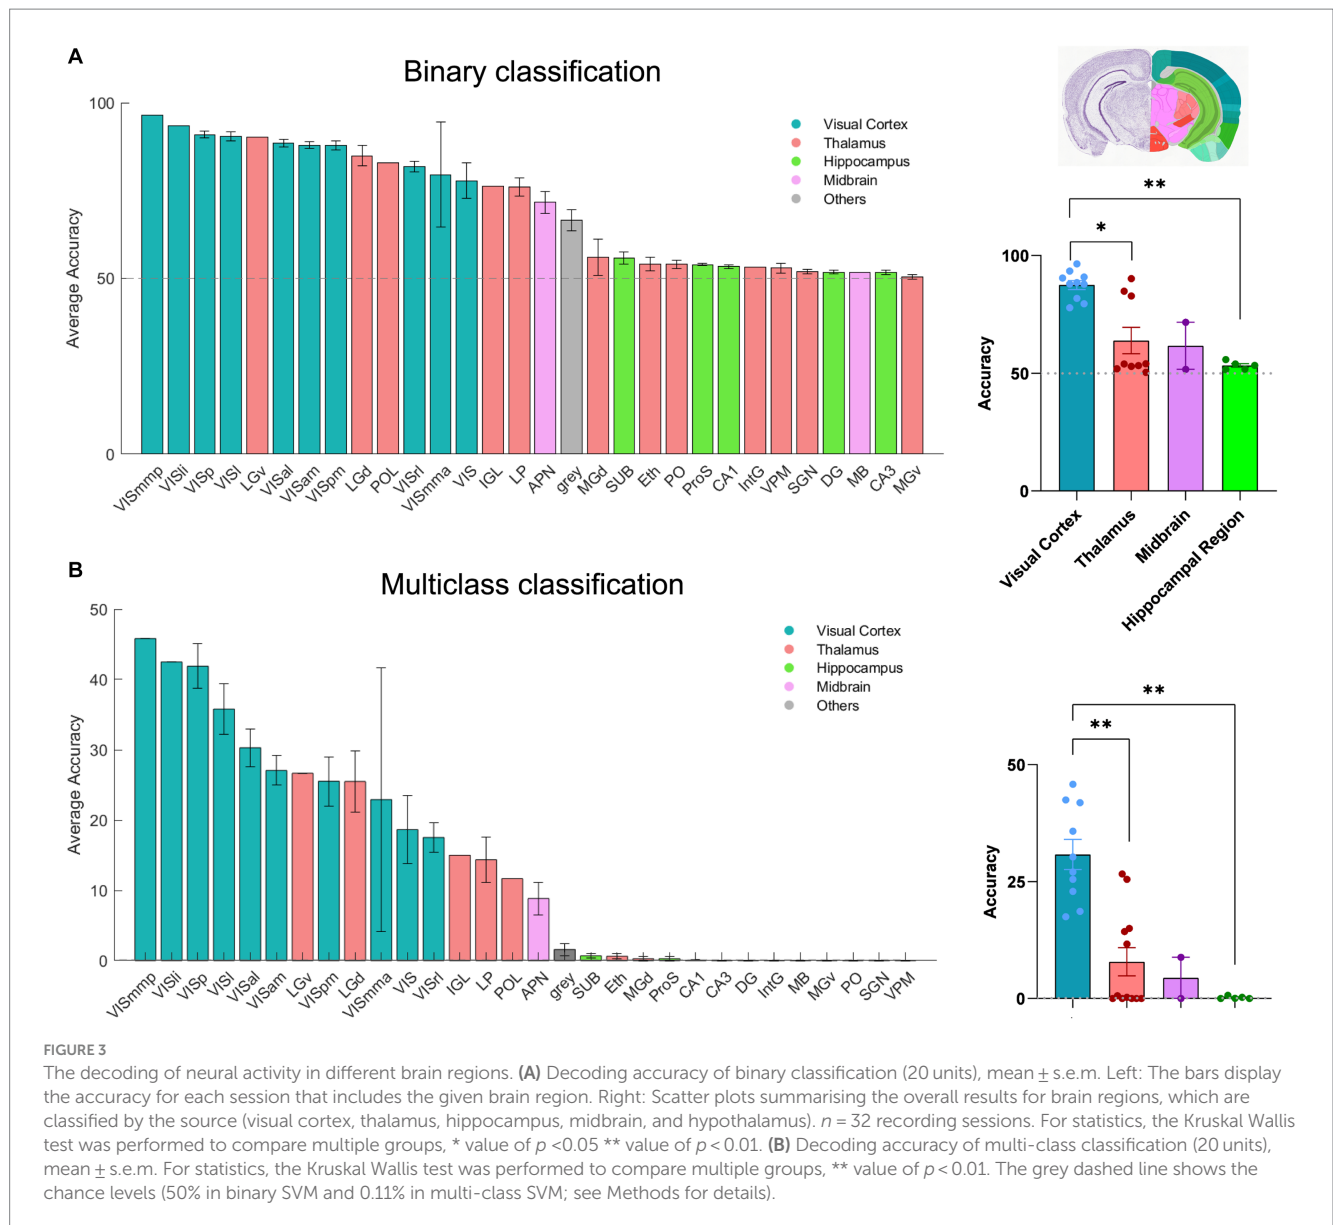 A
Binary classification
Average Accuracy
100
50
0
Visual Cortex
Thalamus
Hippocampus
Midbrain
Others
VISmmp
VISli
VISp
VISl
LGv
VISal
VISam
VISpm
LGd
POL
VISrl
VISmma
VIS
IGL
LP
APN
grey
MGd
SUB
Eth
PO
ProS
CA1
IntG
VPM
SGN
DG
MB
CA3
MGv
**
*
Accuracy
100
50
0
Visual Cortex
Thalamus
Midbrain
Hippocampal Region
B
Multiclass classification
Average Accuracy
50
40
30
20
10
0
Visual Cortex
Thalamus
Hippocampus
Midbrain
Others
VISmmp
VISli
VISp
VISl
VISal
VISam
LGv
VISpm
LGd
VISmma
VIS
VISrl
IGL
LP
POL
APN
grey
SUB
Eth
MGd
ProS
CA1
CA3
DG
IntG
MB
MGv
PO
SGN
VPM
**
**
Accuracy
50
25
0
FIGURE 3
The decoding of neural activity in different brain regions. (A) Decoding accuracy of binary classification (20 units), mean ± s.e.m. Left: The bars display
the accuracy for each session that includes the given brain region. Right: Scatter plots summarising the overall results for brain regions, which are
classified by the source (visual cortex, thalamus, hippocampus, midbrain, and hypothalamus). n = 32 recording sessions. For statistics, the Kruskal Wallis
test was performed to compare multiple groups, * value of p <0.05 ** value of p < 0.01. (B) Decoding accuracy of multi-class classification (20 units),
mean ± s.e.m. For statistics, the Kruskal Wallis test was performed to compare multiple groups, ** value of p < 0.01. The grey dashed line shows the
chance levels (50% in binary SVM and 0.11% in multi-class SVM; see Methods for details).